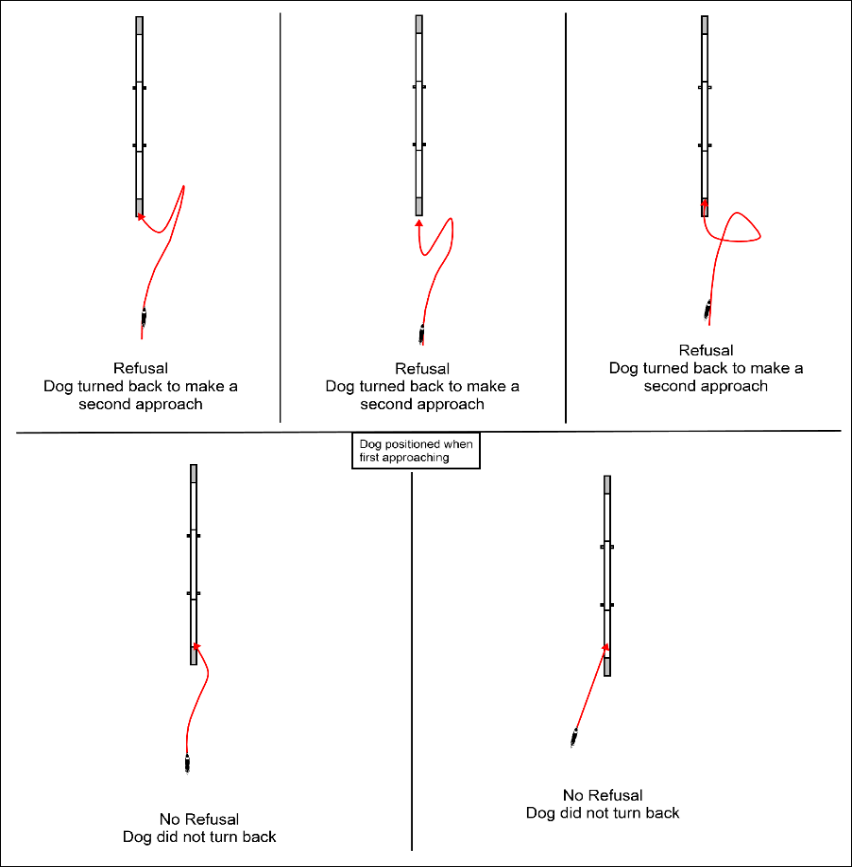 Refusal
Dog turned back to make a
second approach
Refusal
Dog turned back to make a
second approach
Refusal
Dog turned back to make a
second approach
Dog positioned when
first approaching
No Refusal
Dog did not turn back
No Refusal
Dog did not turn back